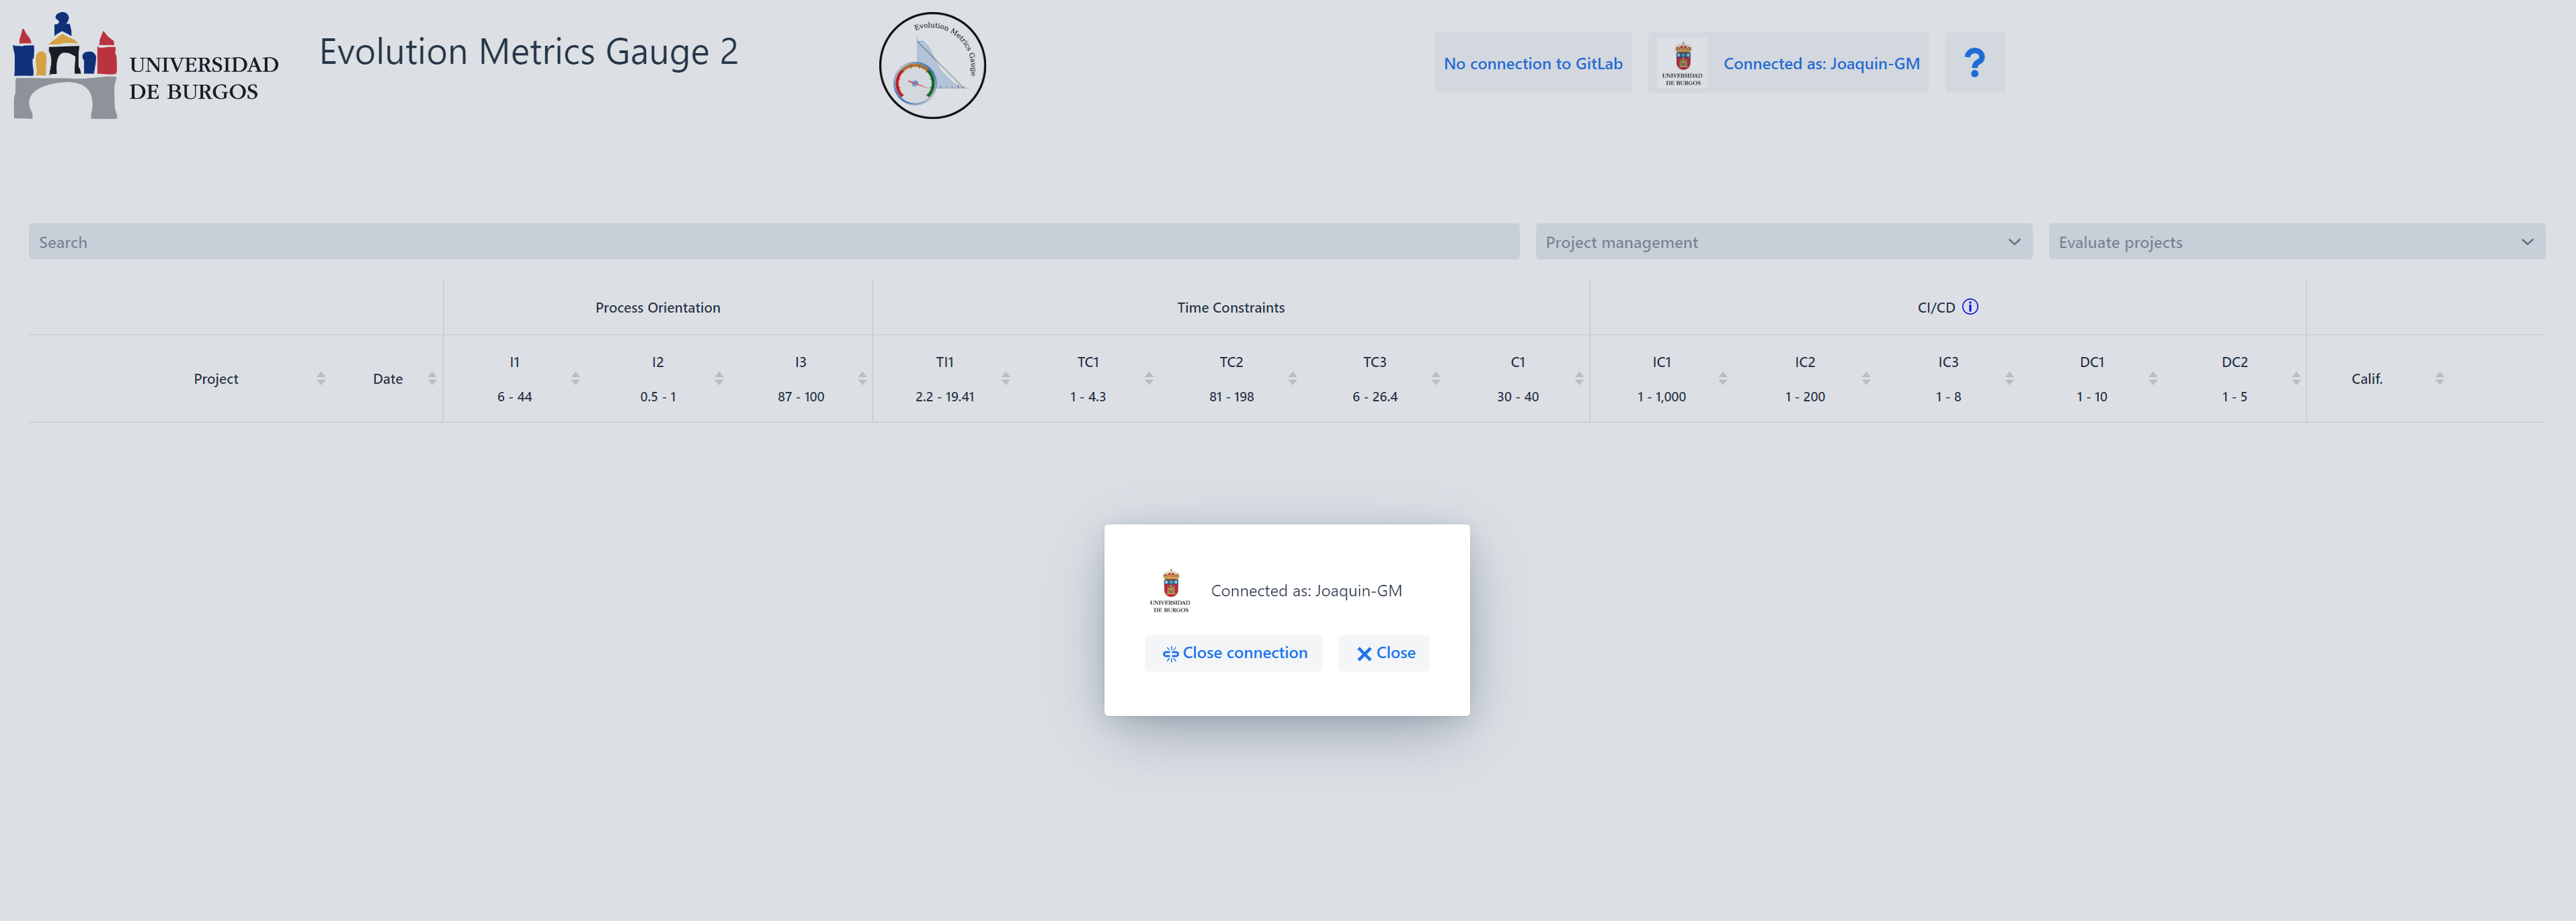 UNIVERSIDAD
DE BURGOS
Evolution Metrics Gauge 2
Evolution Metrics Gauge
No connection to GitLab
UNIVERSIDAD
DE BURGOS
Connected as: Joaquin-GM
?
Search
Project management
Evaluate projects
Process Orientation
Time Constraints
CI/CD
Project
Date
I1
I2
I3
TI1
TC1
TC2
TC3
C1
IC1
IC2
IC3
DC1
DC2
Calif.
6 - 44
0.5 - 1
87 - 100
2.2 - 19.41
1 - 4.3
81 - 198
6 - 26.4
30 - 40
1 - 1,000
1 - 200
1 - 8
1 - 10
1 - 5
UNIVERSIDAD
DE BURGOS
Connected as: Joaquin-GM
Close connection
Close